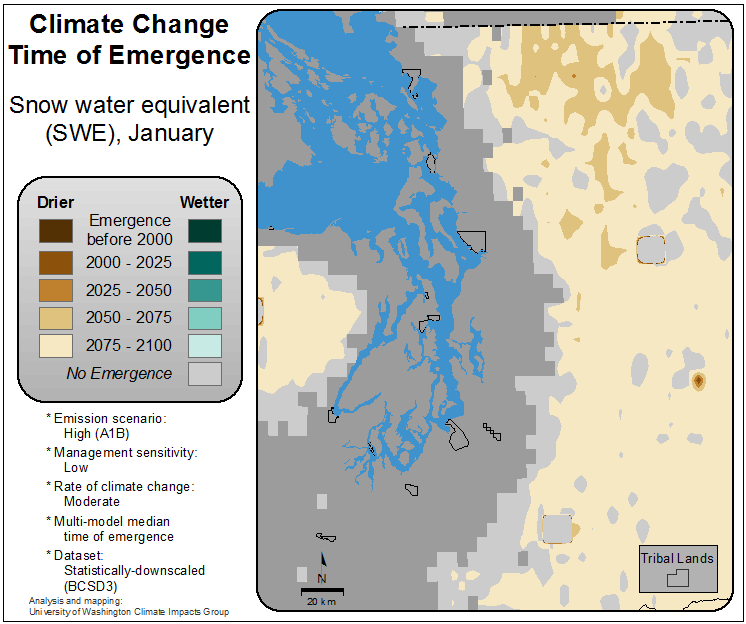 Climate Change
Time of Emergence
Snow water equivalent
(SWE), January
Drier
Wetter
Emergence
before 2000
2000 - 2025
2025 - 2050
2050 - 2075
2075 - 2100
No Emergence
* Emission scenario:
High (A1B)
* Management sensitivity:
Low
* Rate of climate change:
Moderate
* Multi-model median
time of emergence
* Dataset:
Statistically-downscaled
(BCSD3)
Analysis and mapping:
University of Washington Climate Impacts Group
N
20 km
Tribal Lands